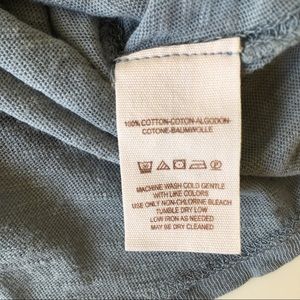 100% COTTON-COTON-ALGODON-
COTONE-BAUMWOLLE
MACHINE WASH COLD GENTLE
WITH LIKE COLORS
USE ONLY NON-CHLORINE BLEACH
TUMBLE DRY LOW
LOW IRON AS NEEDED
MAY BE DRY CLEANED